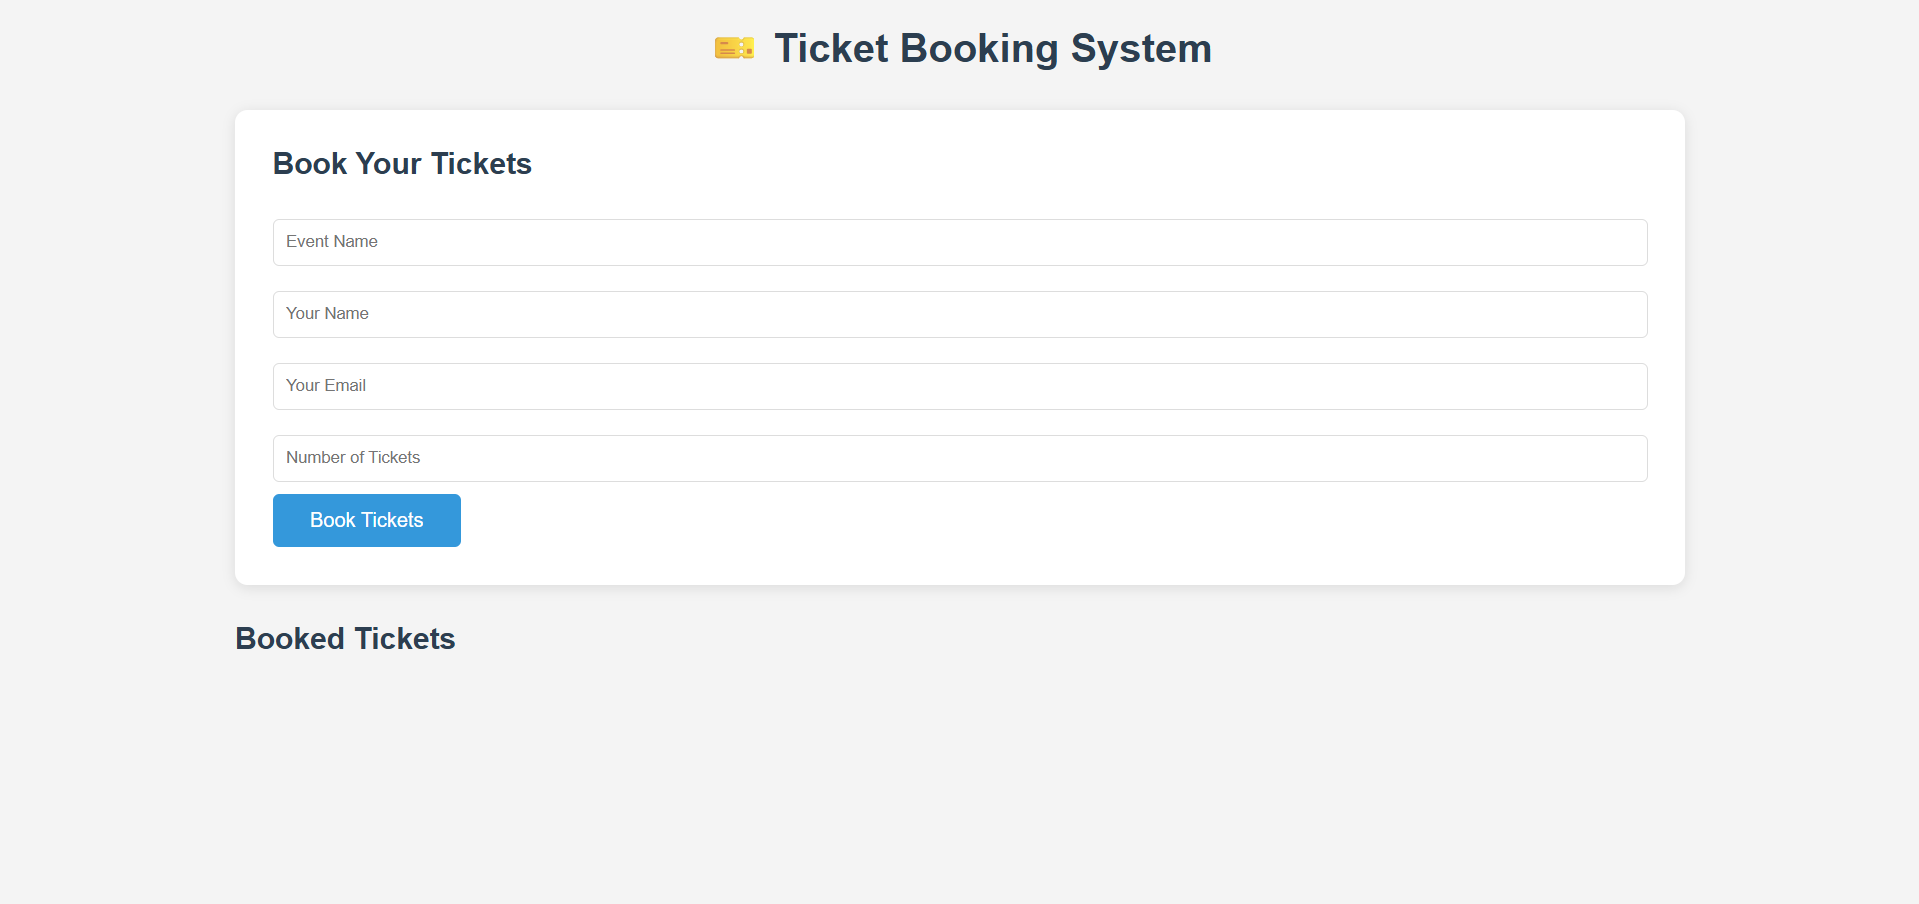 Ticket Booking System
Book Your Tickets
Event Name
Your Name
Your Email
Number of Tickets
Book Tickets
Booked Tickets